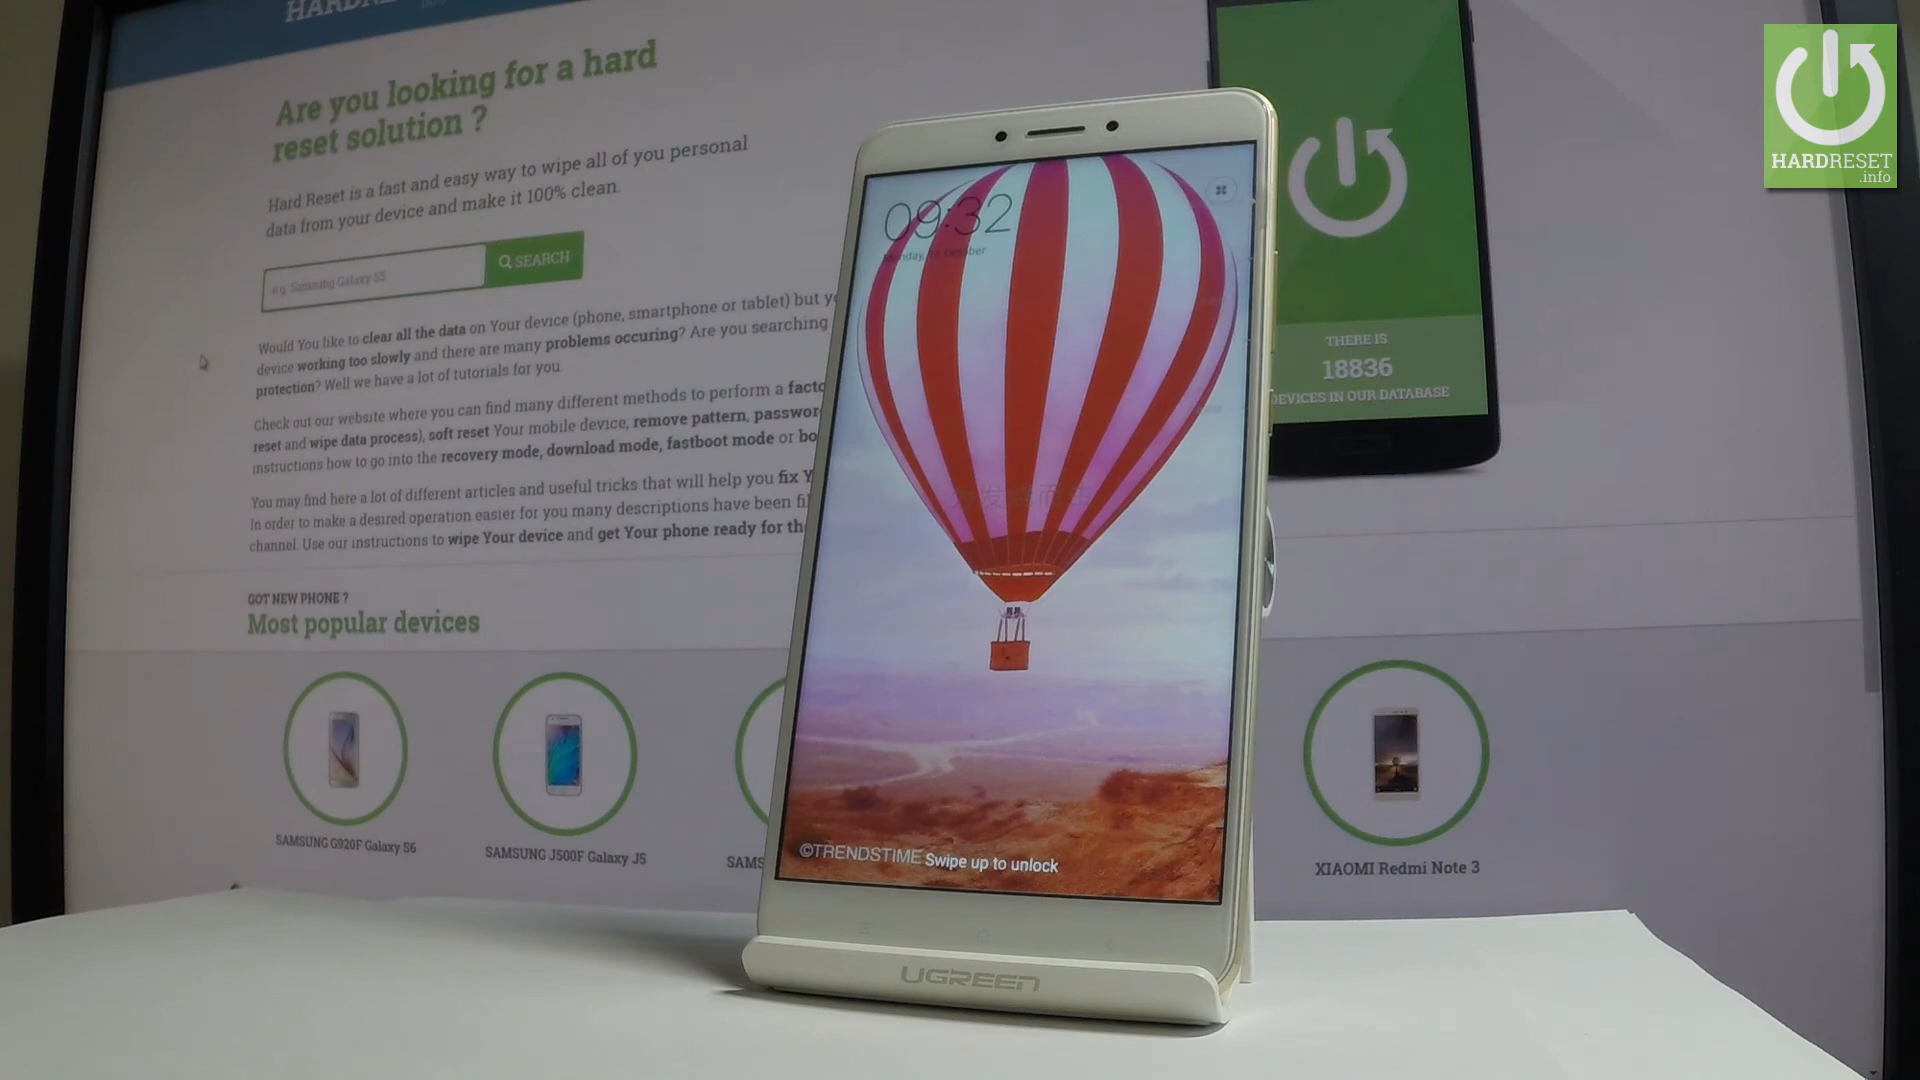 HARDRESET
.info
Are you looking for a hard
reset solution ?
Hard Reset is a fast and easy way to wipe all of you personal
data from your device and make it 100% clean.
e.g. Samsung Galaxy S5
SEARCH
Would You like to clear all the data on Your device (phone, smartphone or tablet) but
device working too slowly and there are many problems occuring? Are you searching
protection? Well we have a lot of tutorials for you.
Check out our website where you can find many different methods to perform a
reset and wipe data process), soft reset Your mobile device, remove pattern,
instructions how to go into the recovery mode, download mode, fastboot mode or
You may find here a lot of different articles and useful tricks that will help you fix
In order to make a desired operation easier for you many descriptions have been
channel. Use our instructions to wipe Your device and get Your phone ready for
GOT NEW PHONE ?
Most popular devices
SAMSUNG G920F Galaxy S6
SAMSUNG J500F Galaxy J5
XIAOMI Redmi Note 3
THERE IS
18836
DEVICES IN OUR DATABASE
09:32
©TRENDSTIME Swipe up to unlock
UGREEN